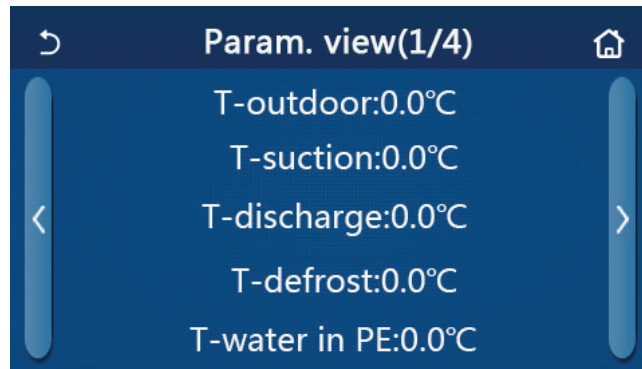 Param. view(1/4)
T-outdoor:0.0℃
T-suction:0.0℃
T-discharge:0.0℃
T-defrost:0.0℃
T-water in PE:0.0℃